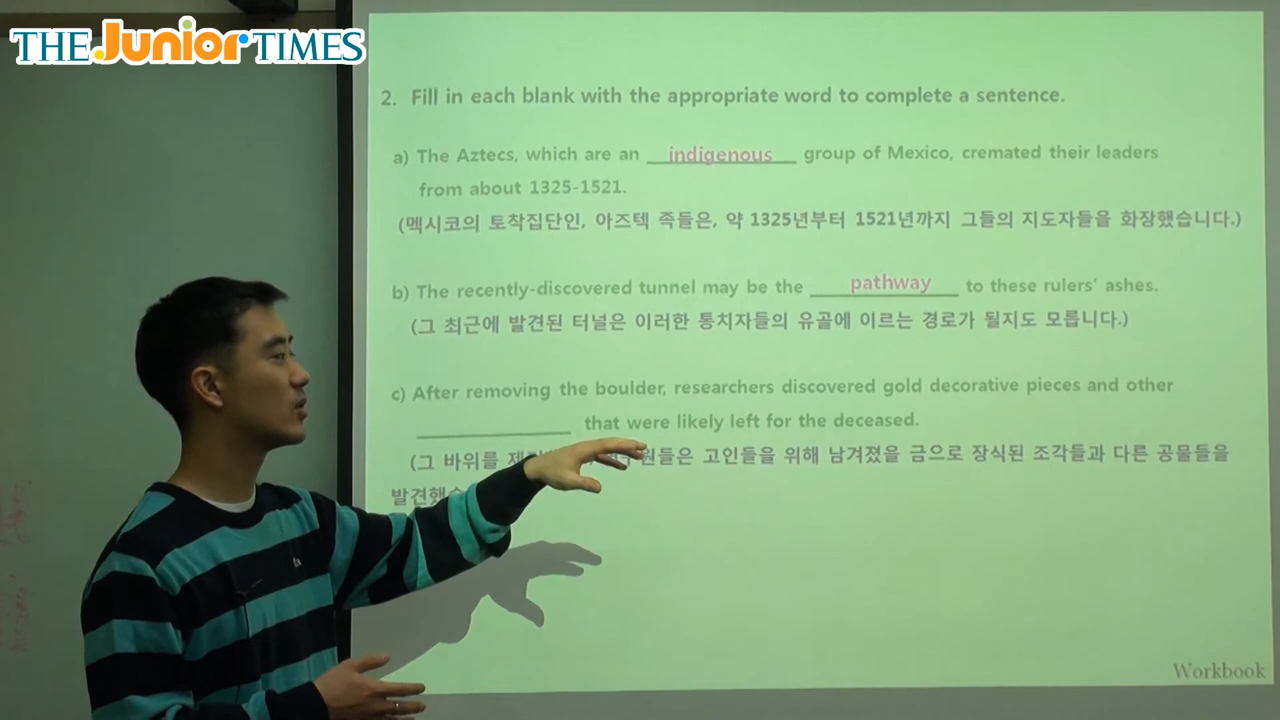 THE Junior TIMES
2. Fill in each blank with the appropriate word to complete a sentence.
a) The Aztecs, which are an indigenous group of Mexico, cremated their leaders
from about 1325-1521.
(멕시코의 토착집단인, 아즈텍 족들은, 약 1325년부터 1521년까지 그들의 지도자들을 화장했습니다.)
b) The recently-discovered tunnel may be the pathway to these rulers' ashes.
(그 최근에 발견된 터널은 이러한 통치자들의 유골에 이르는 경로가 될지도 모릅니다.)
c) After removing the boulder, researchers discovered gold decorative pieces and other
____________ that were likely left for the deceased.
(그 바위를 고인들을 위해 남겨졌을 금으로 장식된 조각들과 다른 공물들을
Workbook